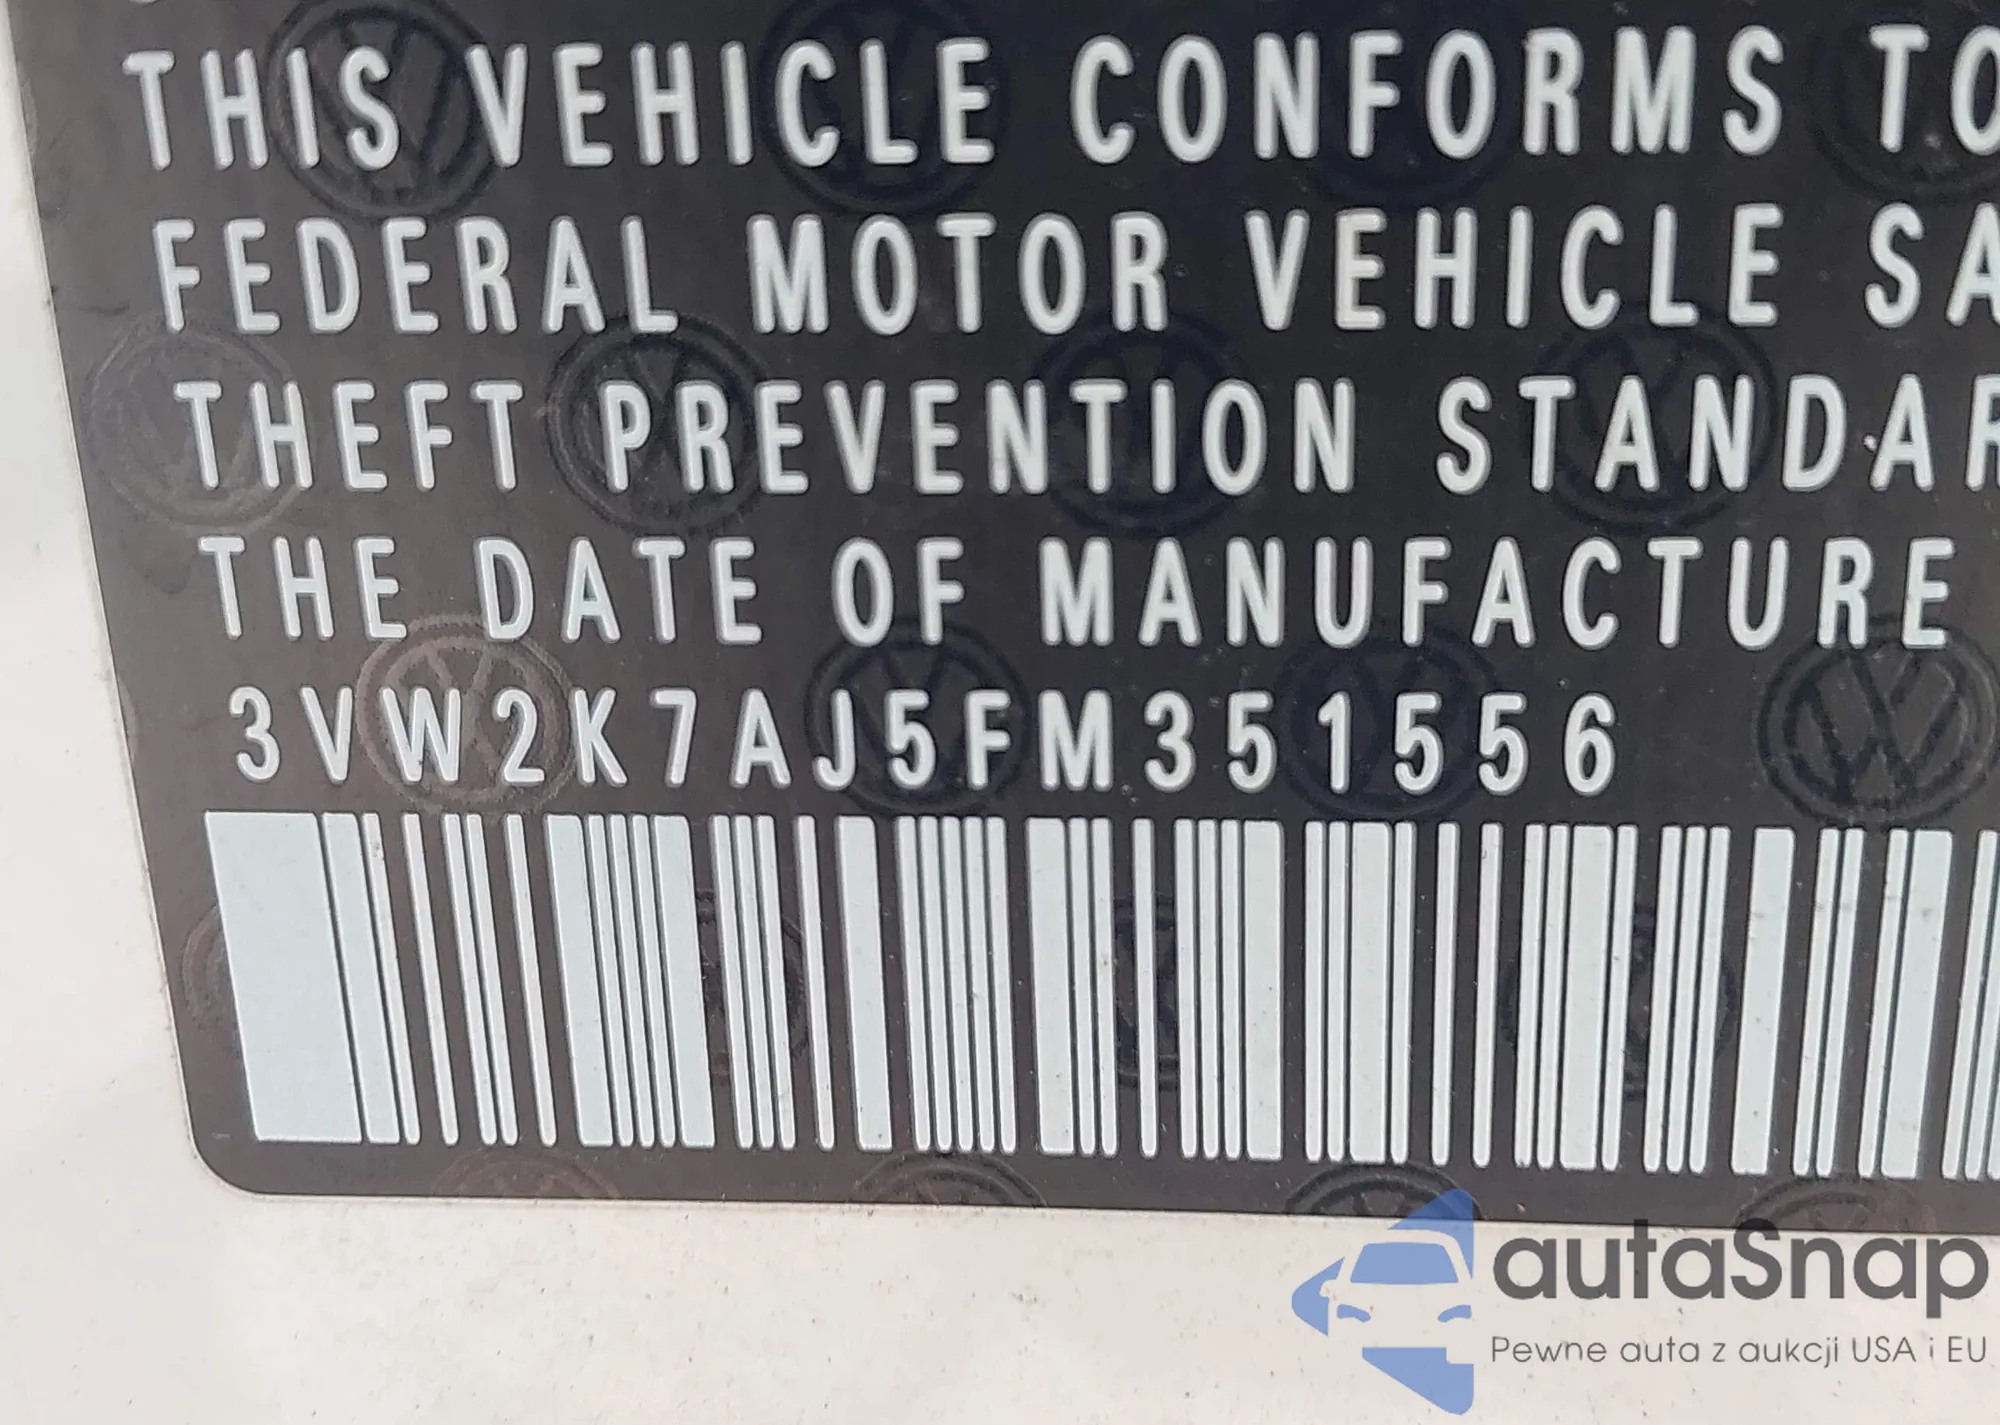 THIS VEHICLE CONFORMS TO
FEDERAL MOTOR VEHICLE SA
THEFT PREVENTION STANDAR
THE DATE OF MANUFACTURE
3VW2K7AJ5FM351556
autaSnap
Pewne auta z aukcji USA i EU